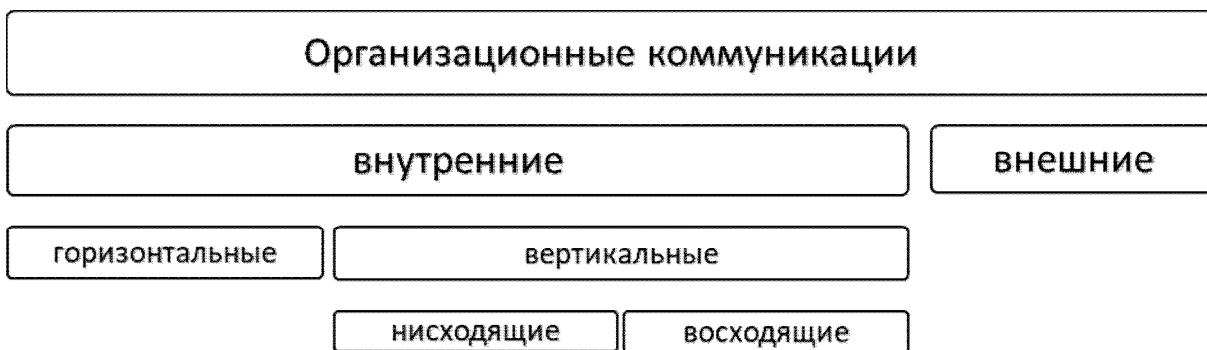 Организационные коммуникации
внутренние
внешние
горизонтальные
вертикальные
нисходящие
восходящие